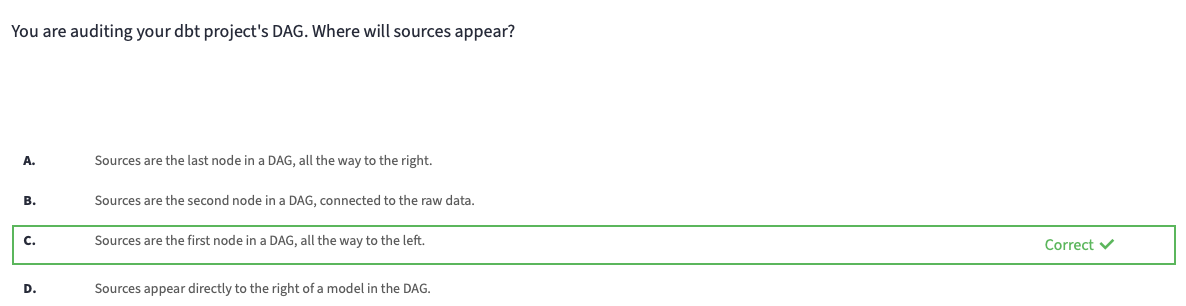 You are auditing your dbt project's DAG. Where will sources appear?
A. Sources are the last node in a DAG, all the way to the right.
B. Sources are the second node in a DAG, connected to the raw data.
C. Sources are the first node in a DAG, all the way to the left. Correct ✓
D. Sources appear directly to the right of a model in the DAG.